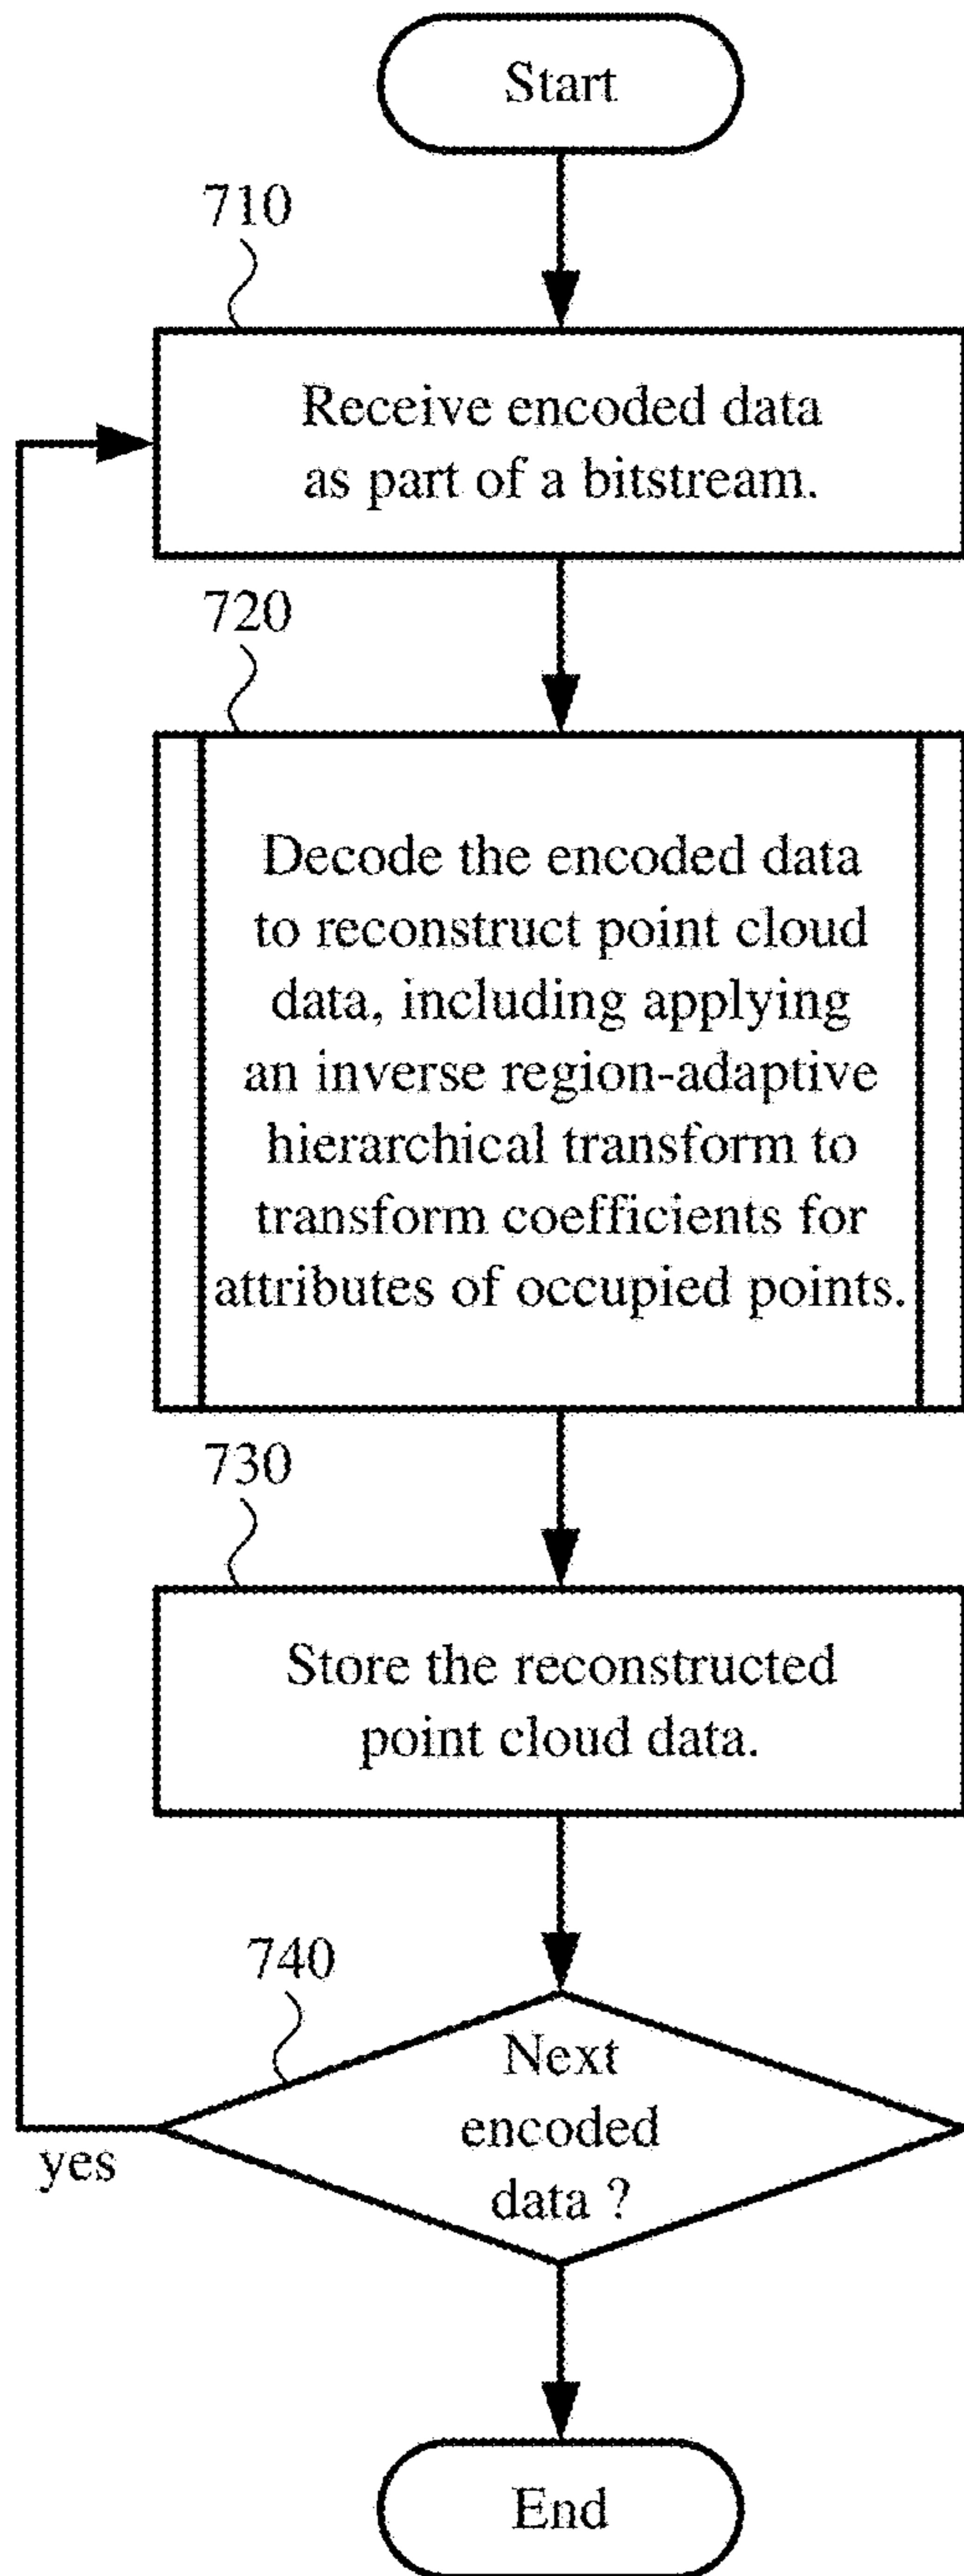 Start
710
Receive encoded data
as part of a bitstream.
720
Decode the encoded data
to reconstruct point cloud
data, including applying
an inverse region-adaptive
hierarchical transform to
transform coefficients for
attributes of occupied points.
730
Store the reconstructed
point cloud data.
740
Next
encoded
data ?
yes
End